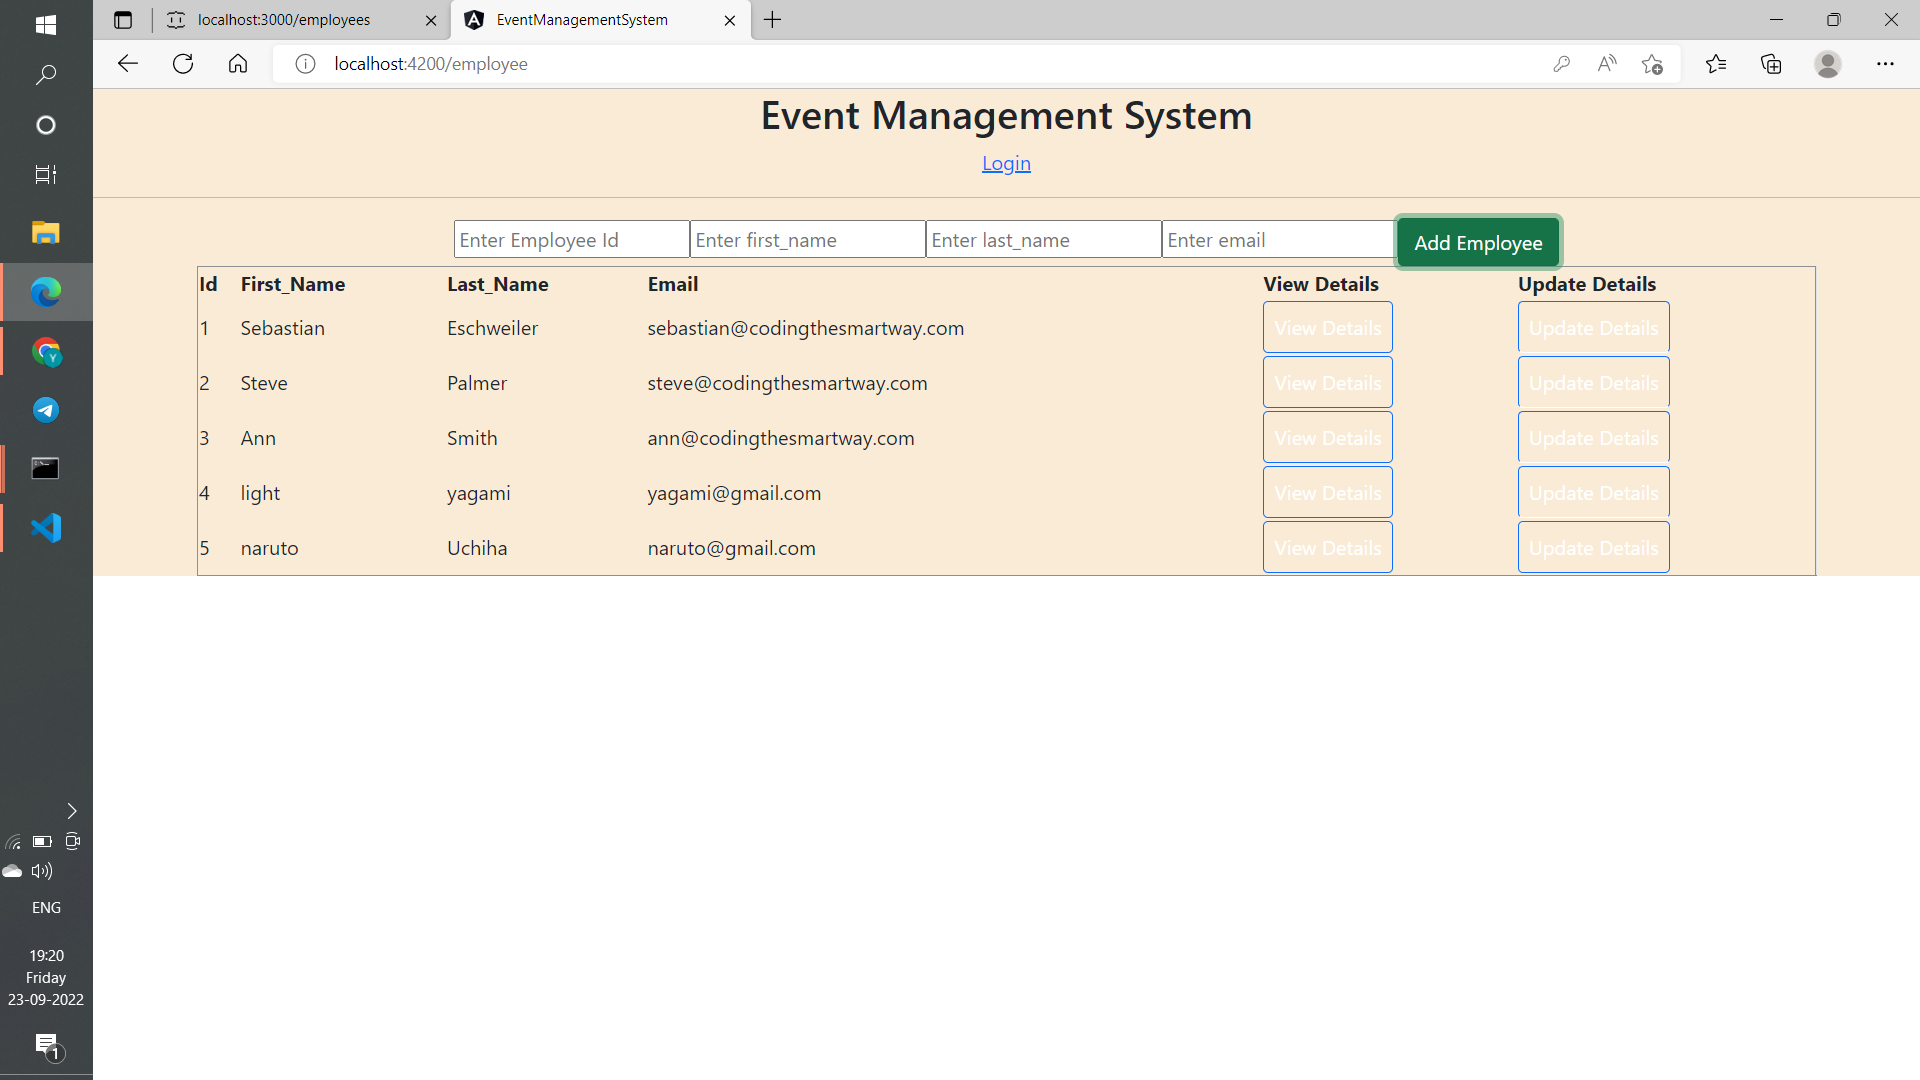 localhost:3000/employees
EventManagementSystem
localhost:4200/employee
Event Management System
Login
Enter Employee Id Enter first_name Enter last_name Enter email Add Employee
Id First_Name Last_Name Email View Details Update Details
1 Sebastian Eschweiler sebastian@codingthesmartway.com View Details Update Details
2 Steve Palmer steve@codingthesmartway.com View Details Update Details
3 Ann Smith ann@codingthesmartway.com View Details Update Details
4 light yagami yagami@gmail.com View Details Update Details
5 naruto Uchiha naruto@gmail.com View Details Update Details
Y
ENG
19:20
Friday
23-09-2022
1